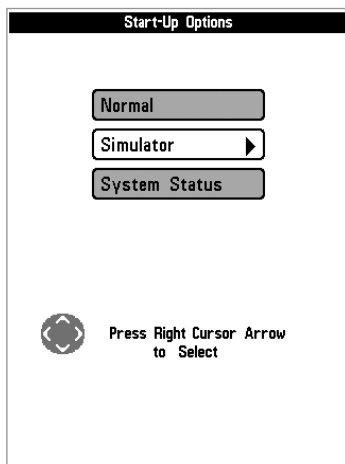 Start-Up Options
Normal
Simulator
System Status
Press Right Cursor Arrow
to Select